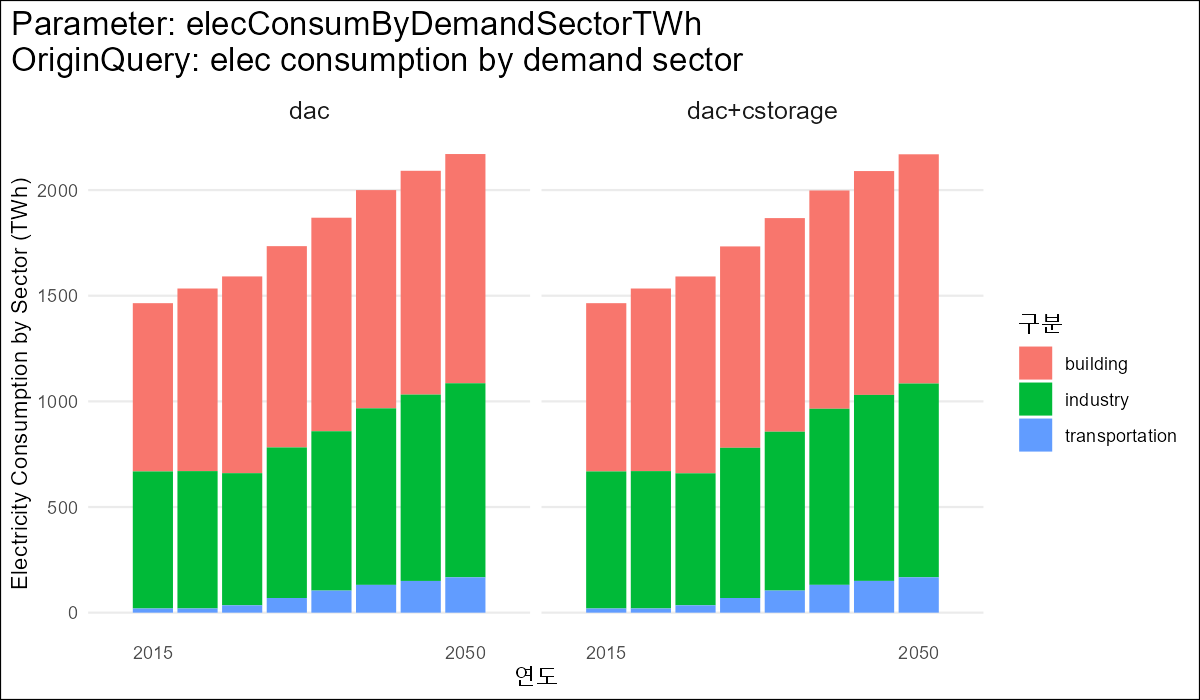 Parameter: elecConsumByDemandSectorTWh
OriginQuery: elec consumption by demand sector
dac
dac+cstorage
Electricity Consumption by Sector (TWh)
2000
1500
1000
500
0
2015
2050
2015
2050
연도
구분
building
industry
transportation